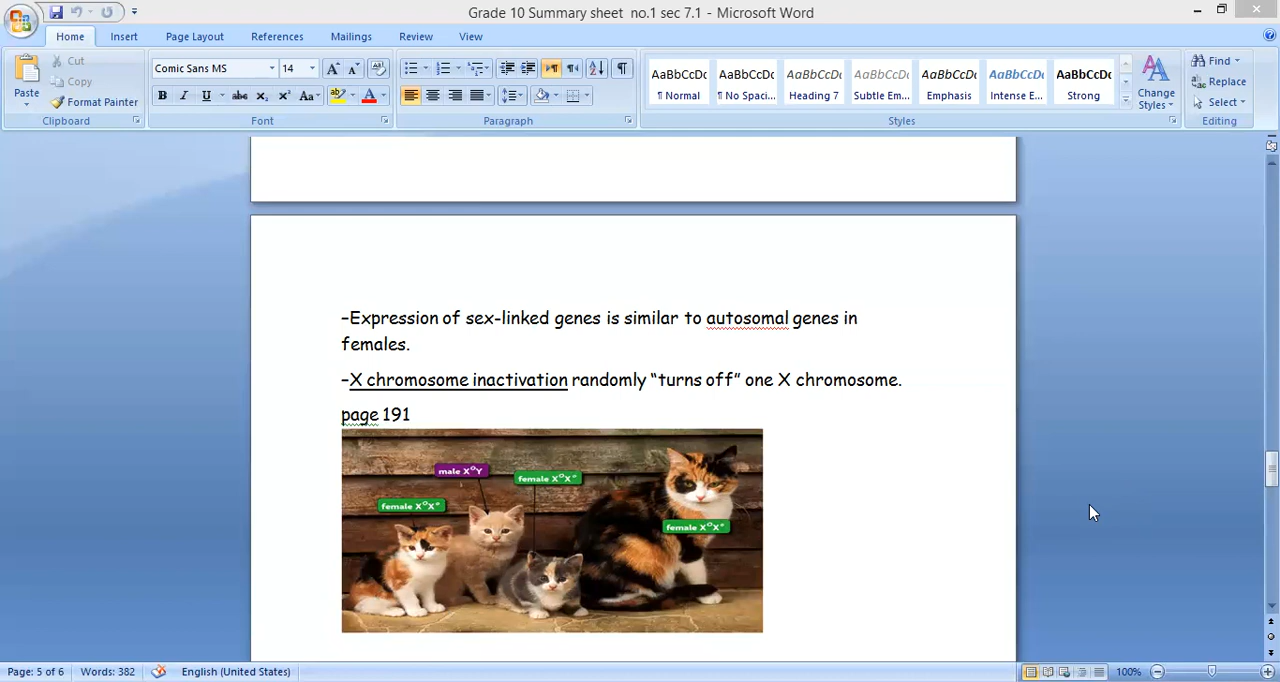 Grade 10 Summary sheet no.1 sec 7.1 - Microsoft Word
Home Insert Page Layout References Mailings Review View
Paste
Cut
Copy
Format Painter
Clipboard
Comic Sans MS 14
Font
Paragraph
AaBbCcDc AaBbCcDc AaBbCcDc AaBbCcDc AaBbCcDc AaBbCcDc AaBbCcDc
¶ Normal ¶ No Spaci... Heading 7 Subtle Em... Emphasis Intense E... Strong
Change
Styles
Styles
Find
Replace
Select
Editing
–Expression of sex-linked genes is similar to autosomal genes in
females.
–X chromosome inactivation randomly “turns off” one X chromosome.
page 191
male XᴼY
female XᴼXᵒ
female XᴼXᵒ
female XᴼXᵒ
Page: 5 of 6 Words: 382 English (United States) 100%